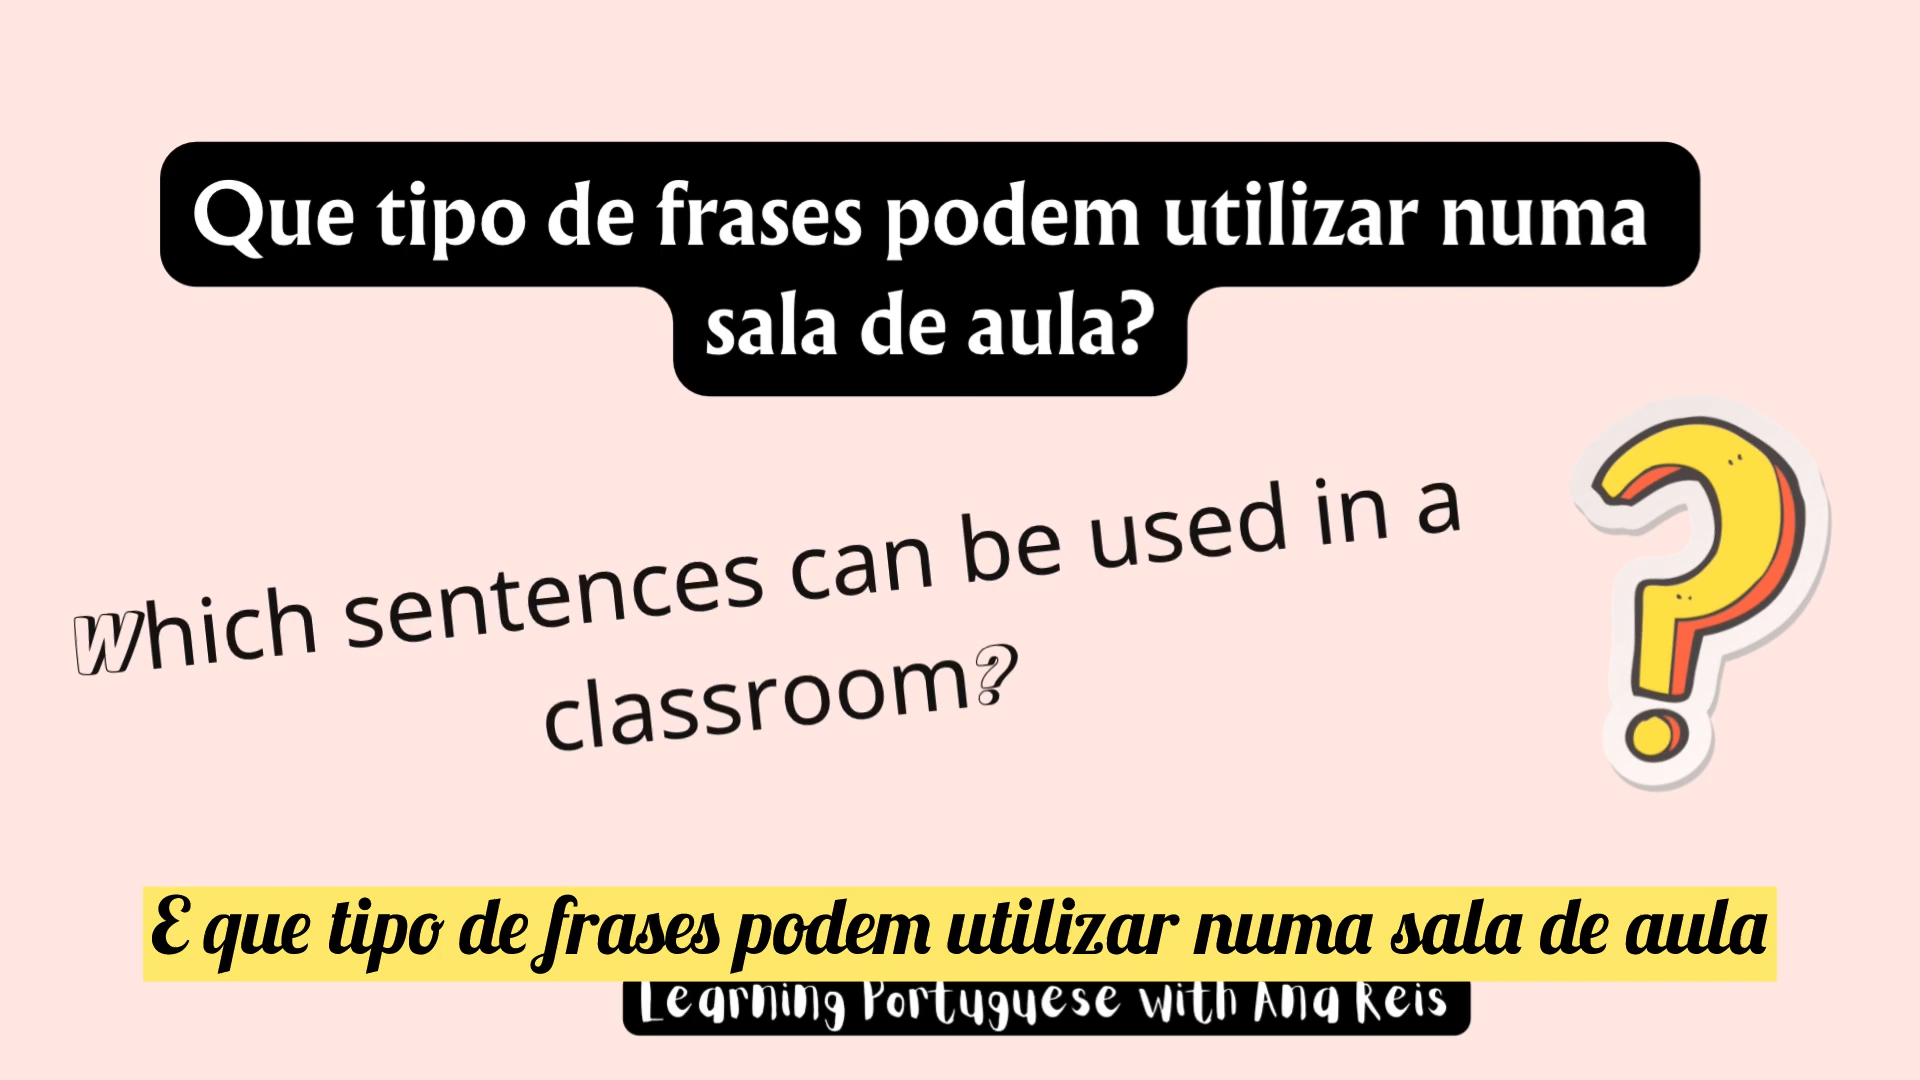 Que tipo de frases podem utilizar numa
sala de aula?
Which sentences can be used in a
classroom?
E que tipo de frases podem utilizar numa sala de aula
Learning Portuguese with Ana Reis